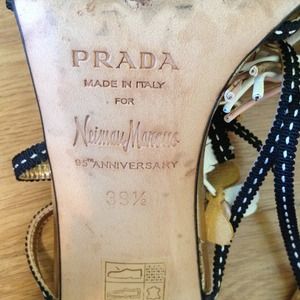 PRADA
MADE IN ITALY
FOR
Neiman Marcus
95TH ANNIVERSARY
39½